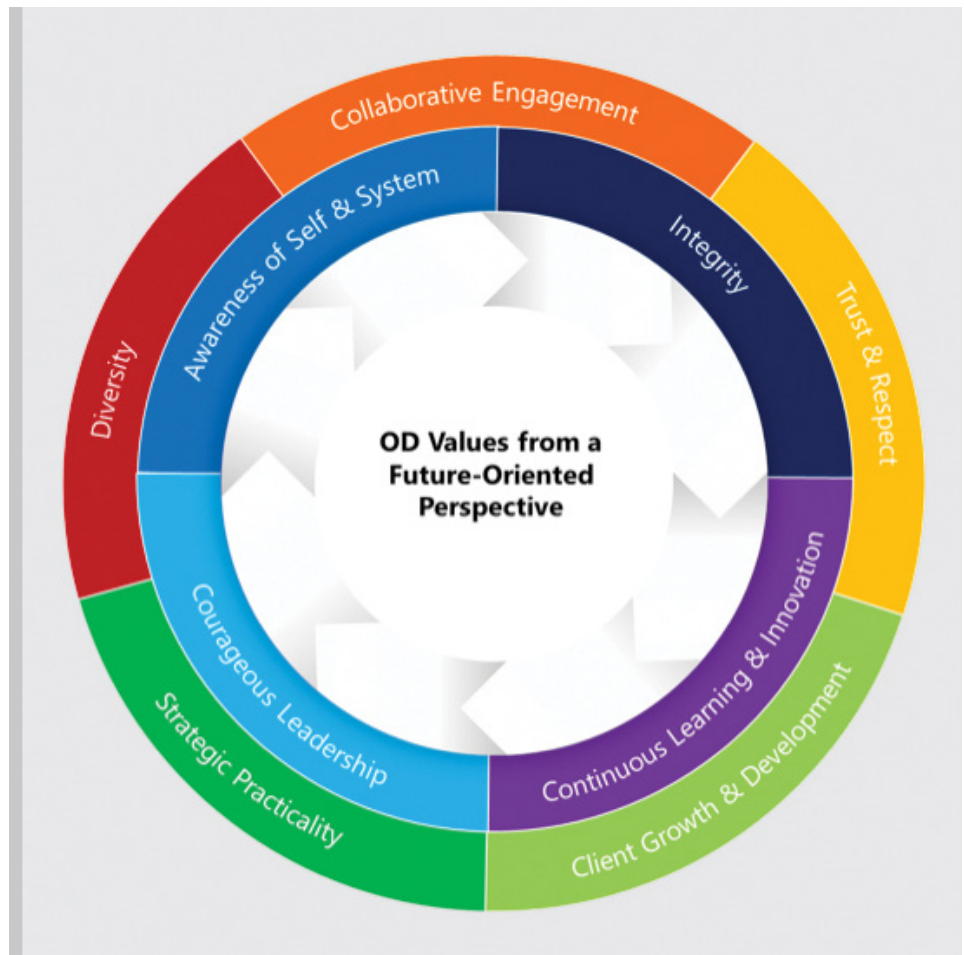 Collaborative Engagement
Trust & Respect
Client Growth & Development
Strategic Practicality
Diversity
Awareness of Self & System
Integrity
Continuous Learning & Innovation
Courageous Leadership
OD Values from a
Future-Oriented
Perspective